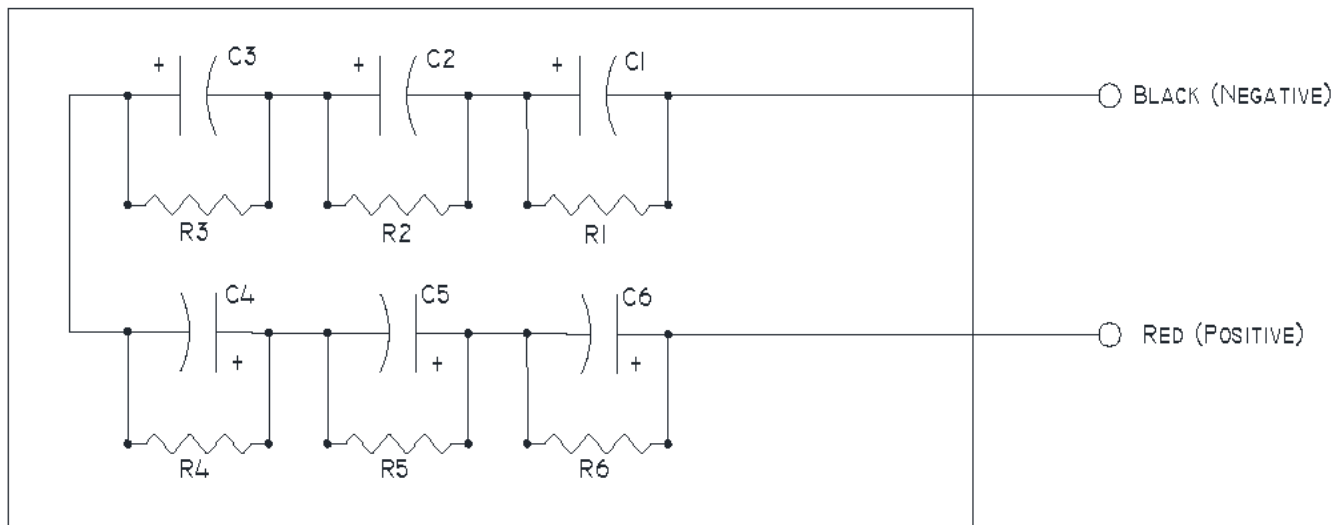 + C3 + C2 + C1
BLACK (NEGATIVE)
R3 R2 R1
C4 C5 C6
RED (POSITIVE)
+ + +
R4 R5 R6